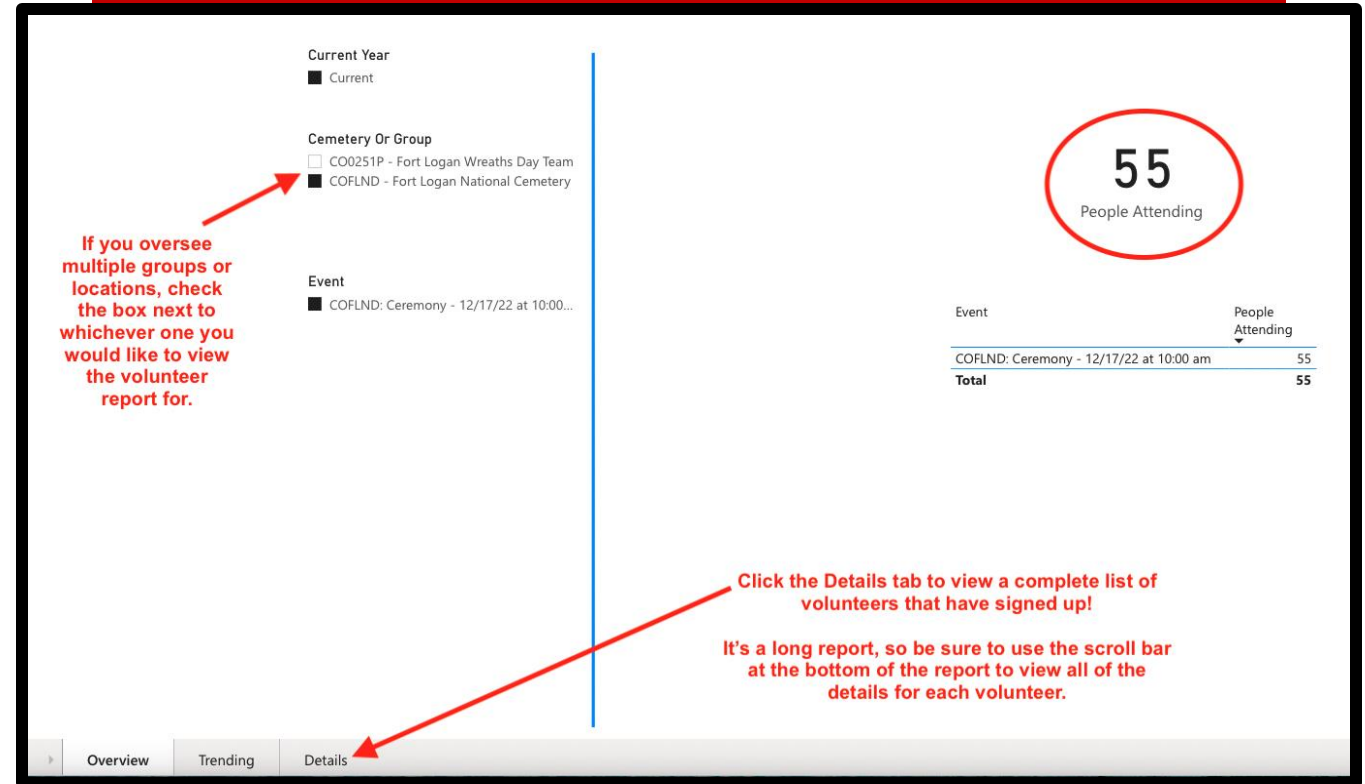 Current Year
Current
Cemetery Or Group
CO0251P - Fort Logan Wreaths Day Team
COFLND - Fort Logan National Cemetery
If you oversee
multiple groups or
locations, check
the box next to
whichever one you
would like to view
the volunteer
report for.
Event
COFLND: Ceremony - 12/17/22 at 10:00...
55
People Attending
Event People
Attending
COFLND: Ceremony - 12/17/22 at 10:00 am 55
Total 55
Click the Details tab to view a complete list of
volunteers that have signed up!
It's a long report, so be sure to use the scroll bar
at the bottom of the report to view all of the
details for each volunteer.
Overview Trending Details